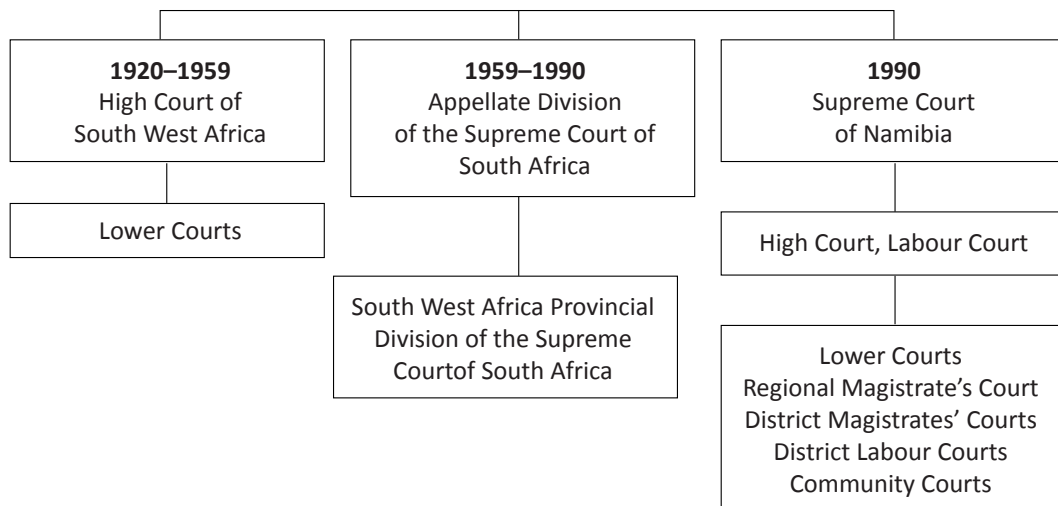 1920–1959
High Court of
South West Africa
Lower Courts
1959–1990
Appellate Division
of the Supreme Court of
South Africa
South West Africa Provincial
Division of the Supreme
Courtof South Africa
1990
Supreme Court
of Namibia
High Court, Labour Court
Lower Courts
Regional Magistrate’s Court
District Magistrates’ Courts
District Labour Courts
Community Courts